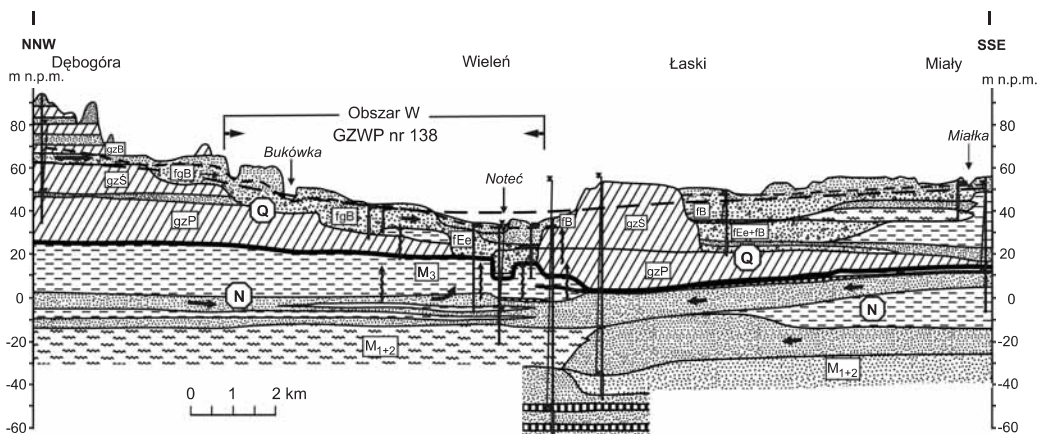 I I
NNW SSE
Dębogóra Wieleń Łaski Miały
m n.p.m. m n.p.m.
Obszar W
GZWP nr 138
80 80
Bukówka Miałka
gzB
60 60
gzŚ fgB Noteć
gzŚ fB
40 Q 40
gzP fgB fB
fEe fEe+fB
20 Q 20
M3 gzP
0 N N 0
-20 -20
M1+2 M1+2
-40 0 1 2 km -40
-60 -60